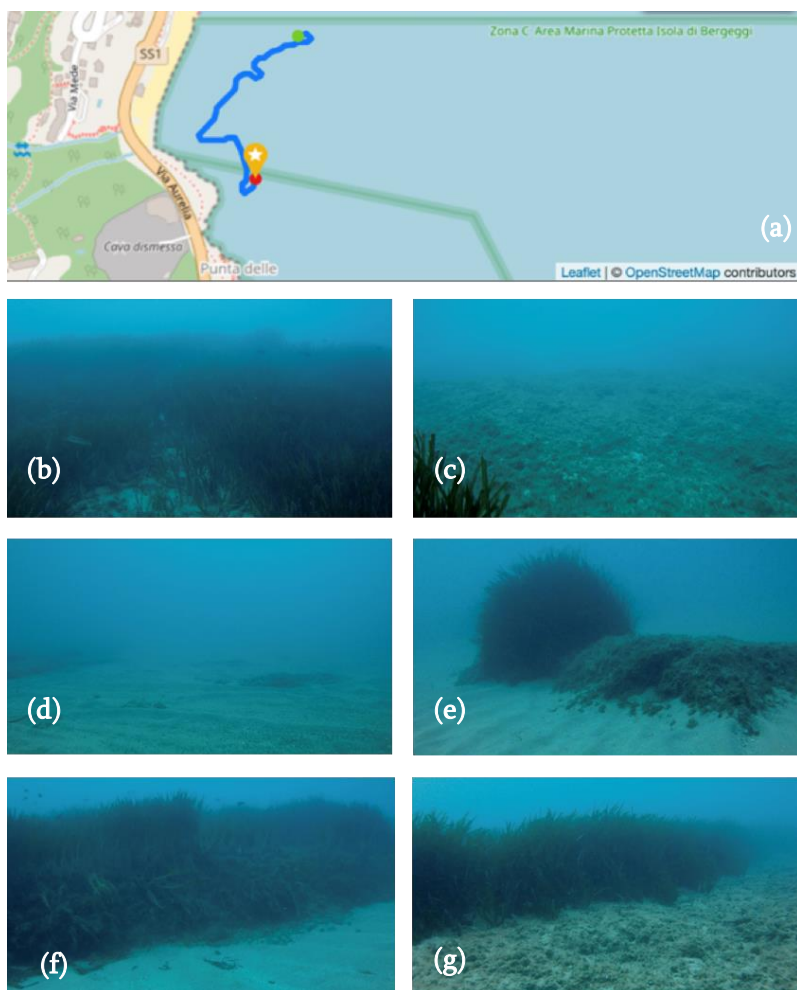 Zona C Area Marina Protetta Isola di Bergeggi
SS1
Via Mede
Via Aurelia
(a)
Cava dismessa
Punta delle
Leaflet | © OpenStreetMap contributors
(b)
(c)
(d)
(e)
(f)
(g)